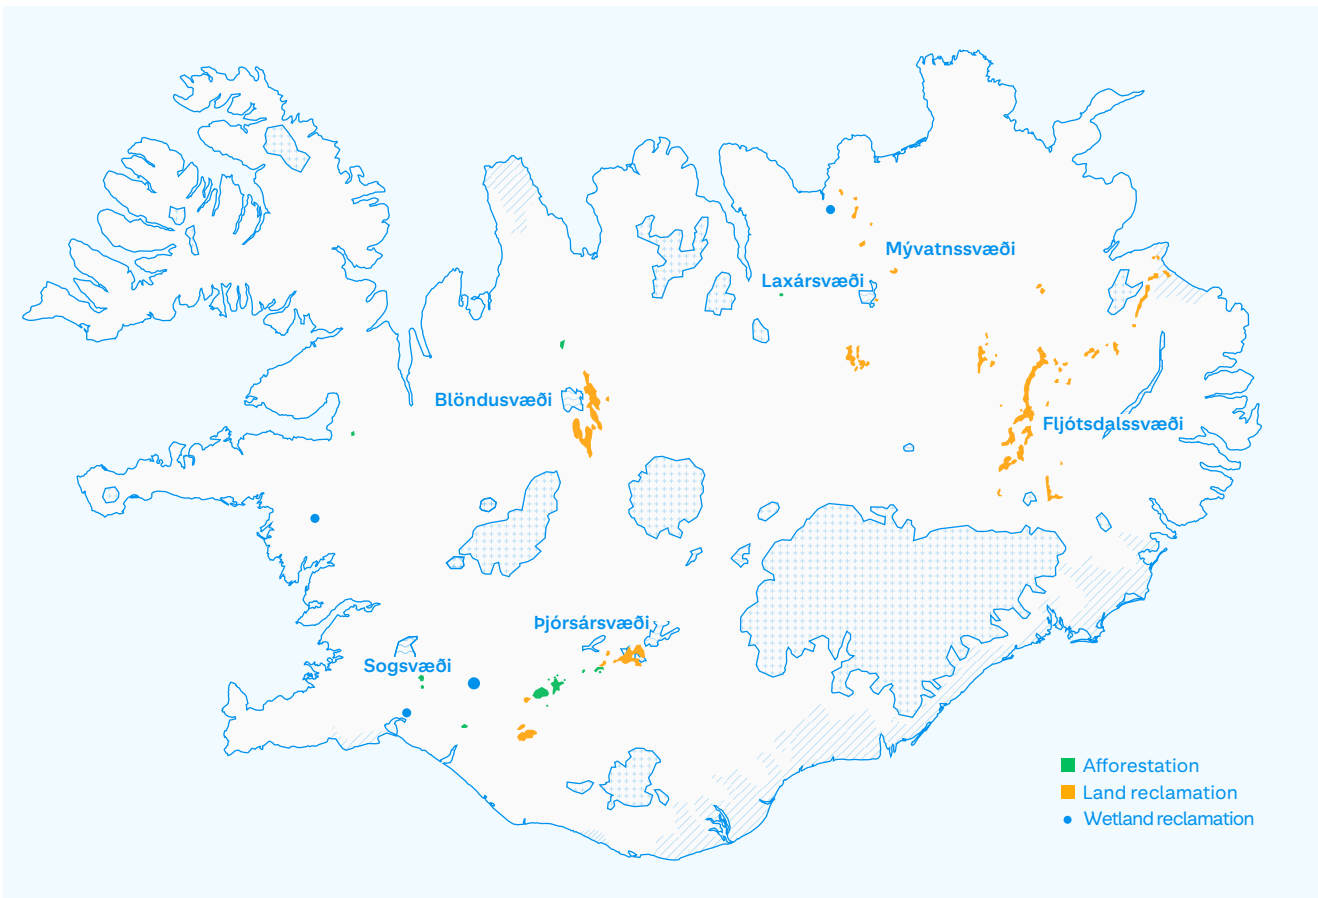 Mývatnssvæði
Laxársvæði
Blöndusvæði
Fljótsdalssvæði
Þjórsársvæði
Sogsvæði
Afforestation
Land reclamation
Wetland reclamation